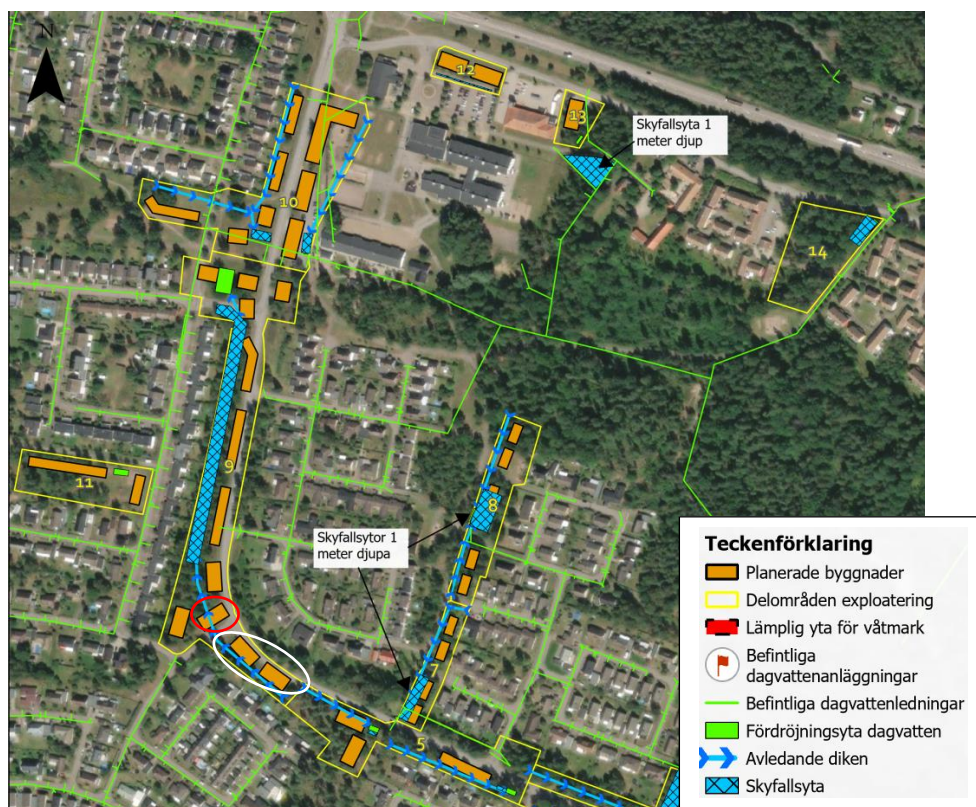 N
12
13
Skyfallsyta 1
meter djup
10
14
9
11
8
Skyfallsytor 1
meter djupa
5
Teckenförklaring
Planerade byggnader
Delområden exploatering
Lämplig yta för våtmark
Befintliga
dagvattenanläggningar
Befintliga dagvattenledningar
Fördröjningsyta dagvatten
Avledande diken
Skyfallsyta